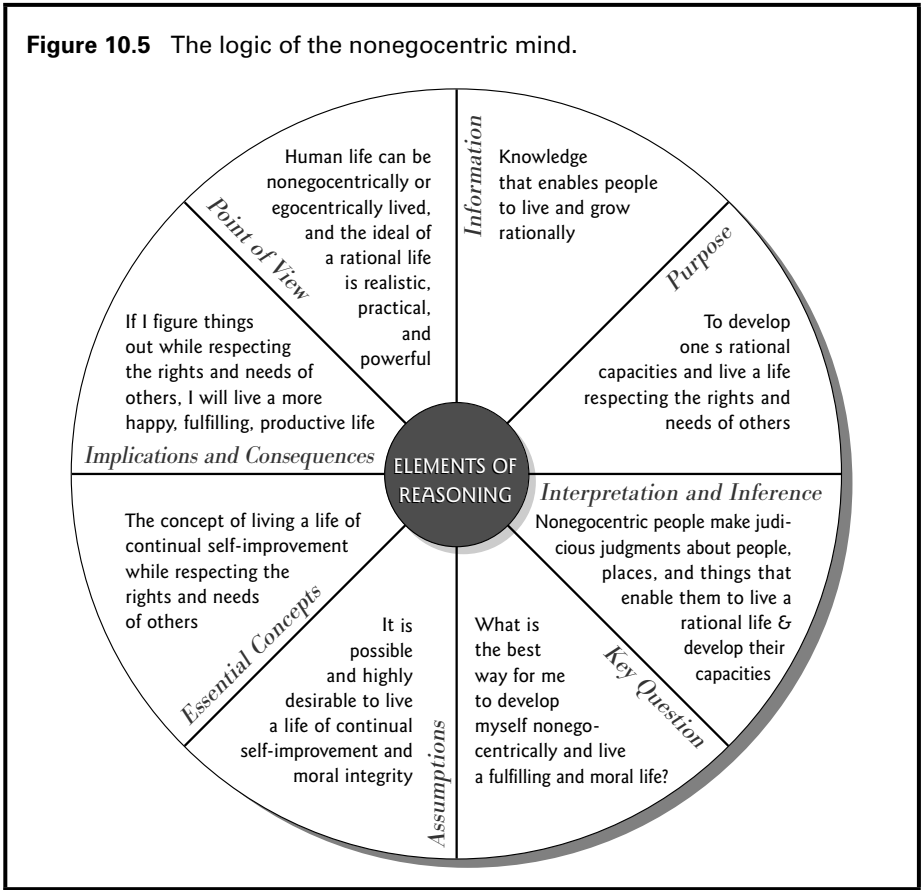 Figure 10.5 The logic of the nonegocentric mind.
Information
Knowledge
that enables people
to live and grow
rationally
Purpose
To develop
one s rational
capacities and live a life
respecting the rights and
needs of others
Interpretation and Inference
Nonegocentric people make judi-
cious judgments about people,
places, and things that
enable them to live a
rational life &
develop their
capacities
Key Question
What is
the best
way for me
to develop
myself nonego-
centrically and live
a fulfilling and moral life?
Assumptions
It is
possible
and highly
desirable to live
a life of continual
self-improvement and
moral integrity
Essential Concepts
The concept of living a life of
continual self-improvement
while respecting the
rights and needs
of others
Implications and Consequences
If I figure things
out while respecting
the rights and needs of
others, I will live a more
happy, fulfilling, productive life
Point of View
Human life can be
nonegocentrically or
egocentrically lived,
and the ideal of
a rational life
is realistic,
practical,
and
powerful
ELEMENTS OF
REASONING